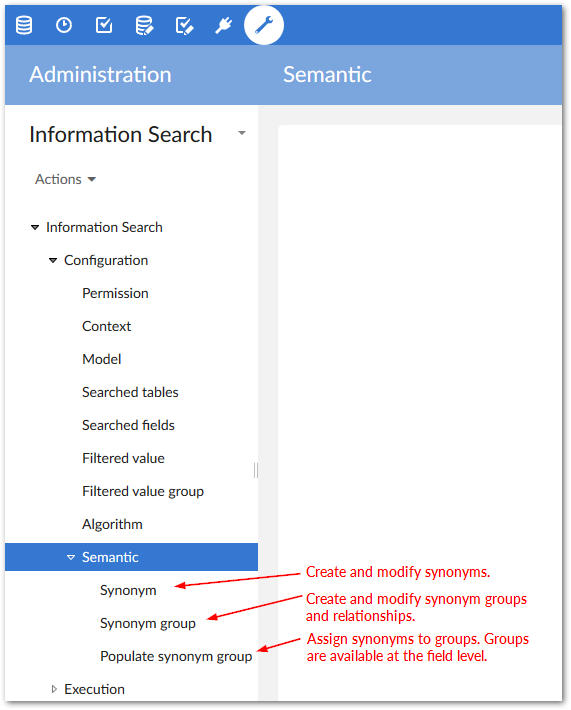 Administration
Semantic
Information Search
Actions
Information Search
Configuration
Permission
Context
Model
Searched tables
Searched fields
Filtered value
Filtered value group
Algorithm
Semantic
Synonym
Create and modify synonyms.
Synonym group
Create and modify synonym groups
and relationships.
Populate synonym group
Assign synonyms to groups. Groups
are available at the field level.
Execution